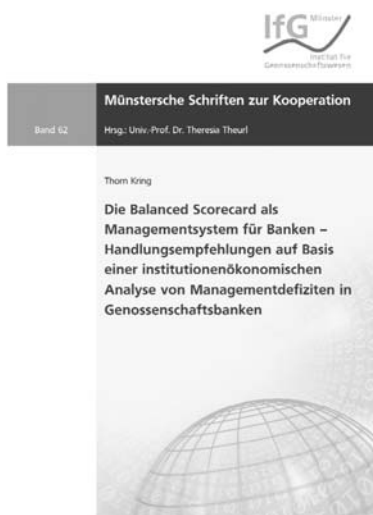 IfG Münster
Institut für
Genossenschaftswesen
Münstersche Schriften zur Kooperation
Band 62
Hrsg.: Univ.-Prof. Dr. Theresia Theurl
Thorn Kring
Die Balanced Scorecard als
Managementsystem für Banken –
Handlungsempfehlungen auf Basis
einer institutionenökonomischen
Analyse von Managementdefiziten in
Genossenschaftsbanken